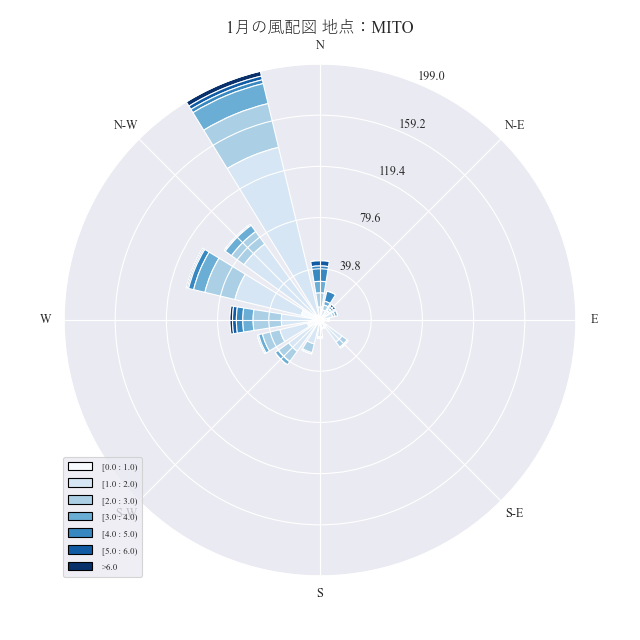 1月の風配図 地点：MITO
N
199.0
N-W
N-E
159.2
119.4
79.6
39.8
W
E
[0.0 : 1.0)
[1.0 : 2.0)
[2.0 : 3.0)
[3.0 : 4.0)
[4.0 : 5.0)
[5.0 : 6.0)
>6.0
S-W
S-E
S